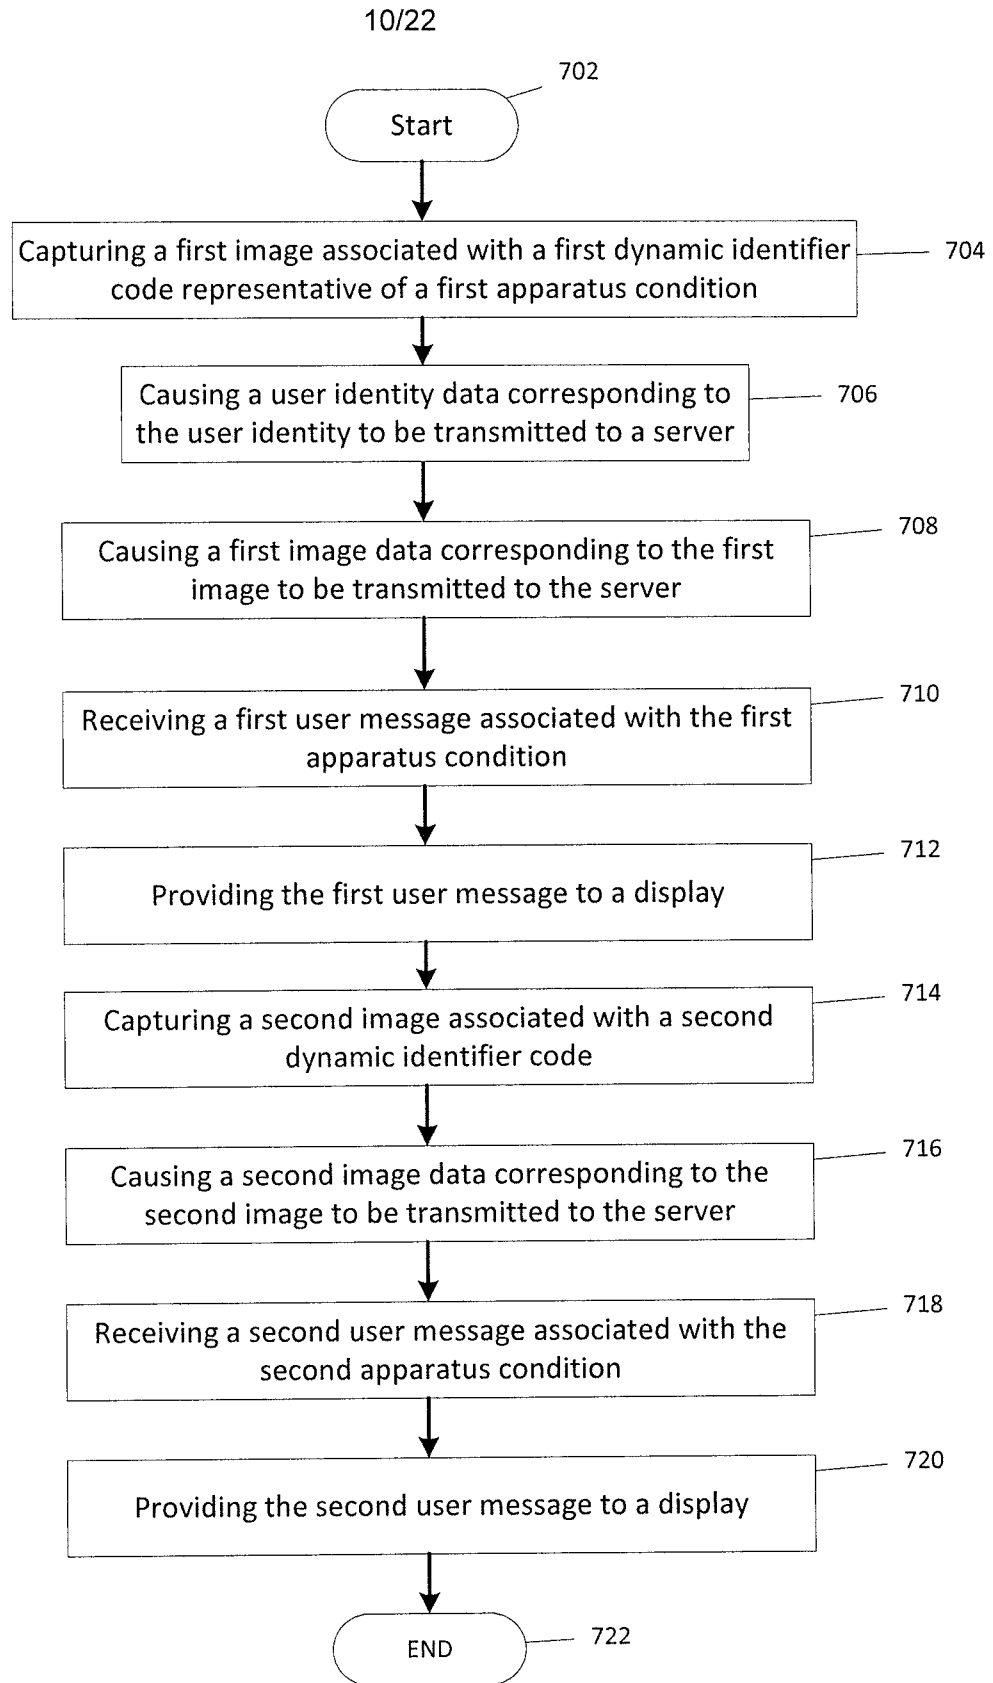 10/22
702
Start
Capturing a first image associated with a first dynamic identifier
code representative of a first apparatus condition
704
Causing a user identity data corresponding to
the user identity to be transmitted to a server
706
Causing a first image data corresponding to the first
image to be transmitted to the server
708
Receiving a first user message associated with the first
apparatus condition
710
Providing the first user message to a display
712
Capturing a second image associated with a second
dynamic identifier code
714
Causing a second image data corresponding to the
second image to be transmitted to the server
716
Receiving a second user message associated with the
second apparatus condition
718
Providing the second user message to a display
720
END
722